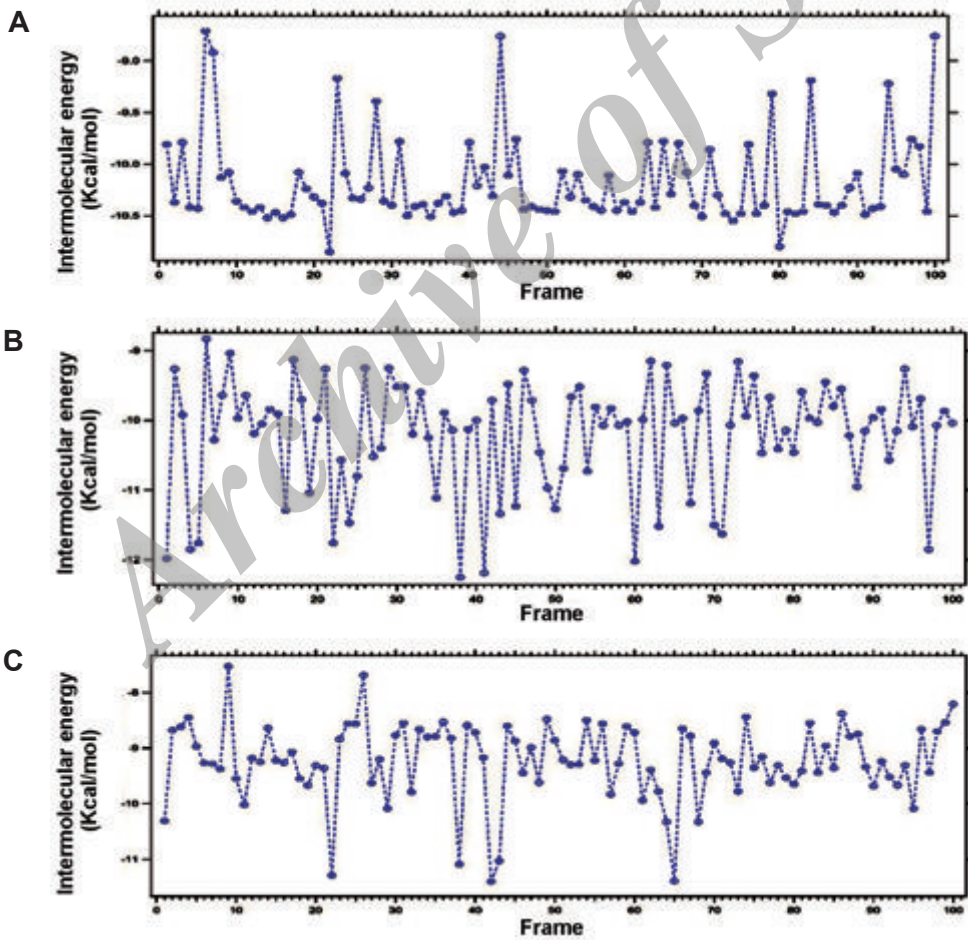 A
Intermolecular energy
(Kcal/mol)
-9.0
-9.5
-10.0
-10.5
0 10 20 30 40 50 60 70 80 90 100
Frame
B
Intermolecular energy
(Kcal/mol)
-9
-10
-11
-12
0 10 20 30 40 50 60 70 80 90 100
Frame
C
Intermolecular energy
(Kcal/mol)
-8
-9
-10
-11
0 10 20 30 40 50 60 70 80 90 100
Frame
Archive of S